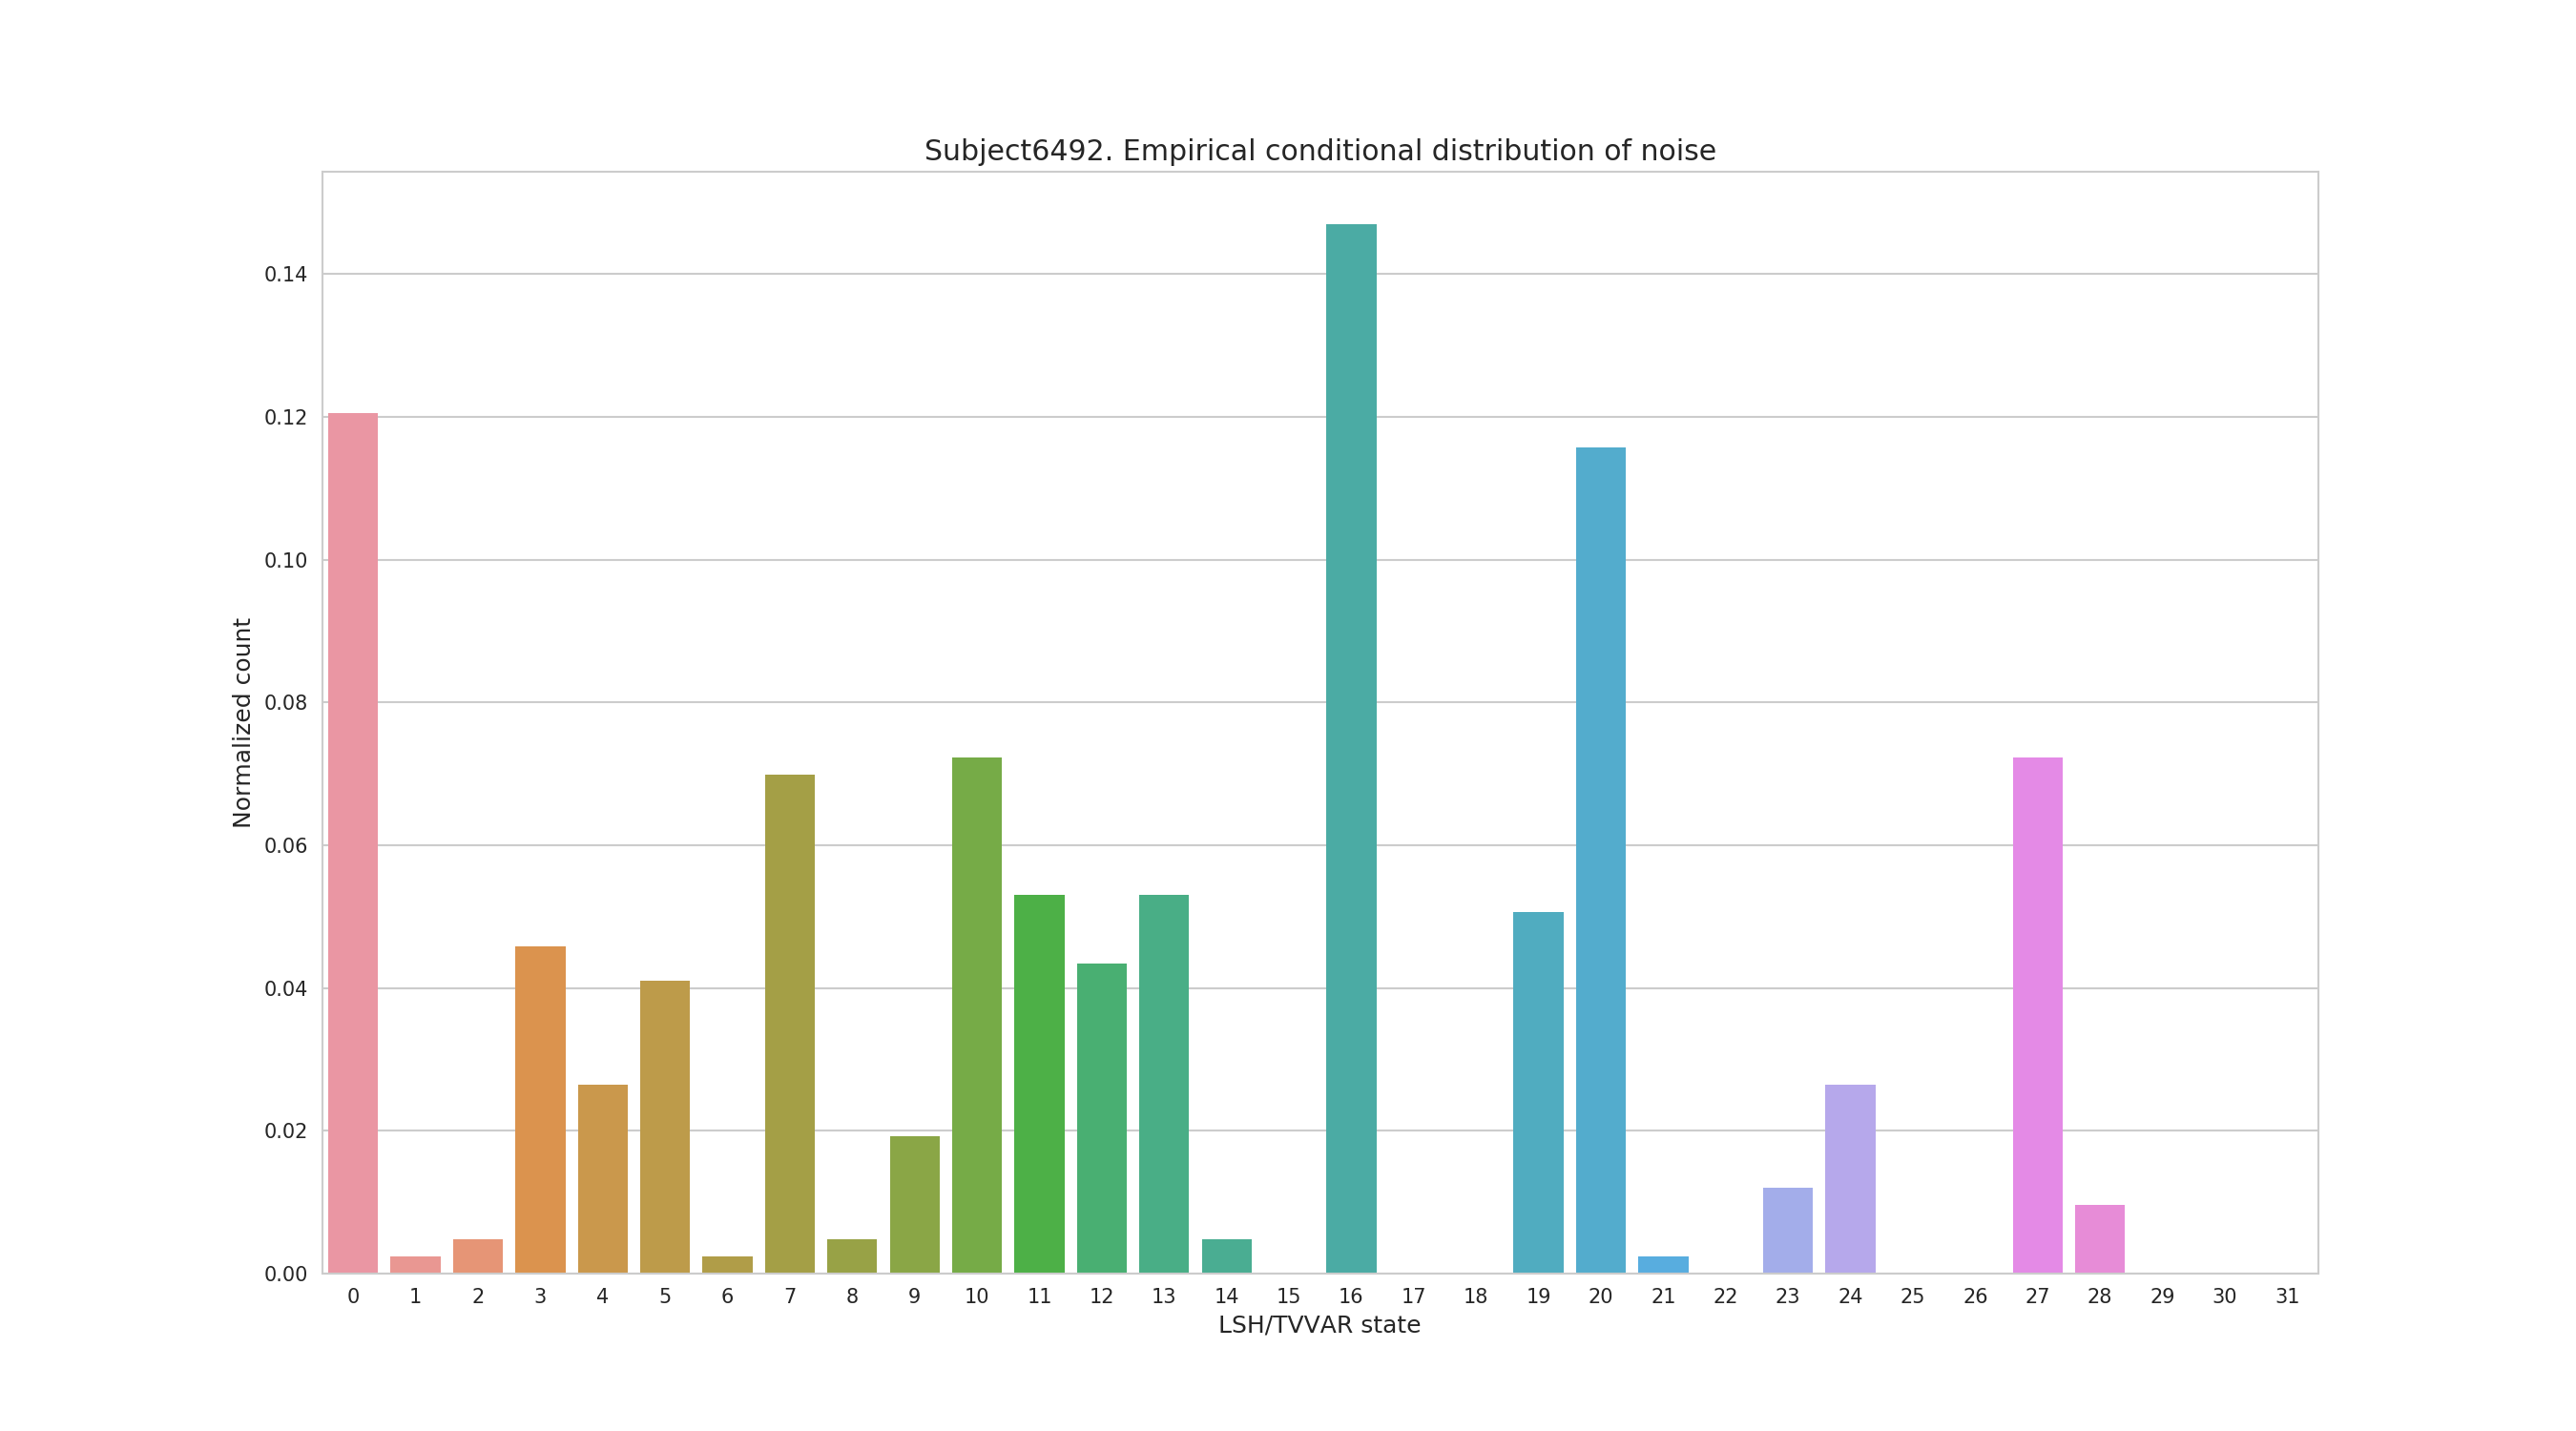 Subject6492. Empirical conditional distribution of noise
Normalized count
0.14
0.12
0.10
0.08
0.06
0.04
0.02
0.00
0 1 2 3 4 5 6 7 8 9 10 11 12 13 14 15 16 17 18 19 20 21 22 23 24 25 26 27 28 29 30 31
LSH/TVVAR state